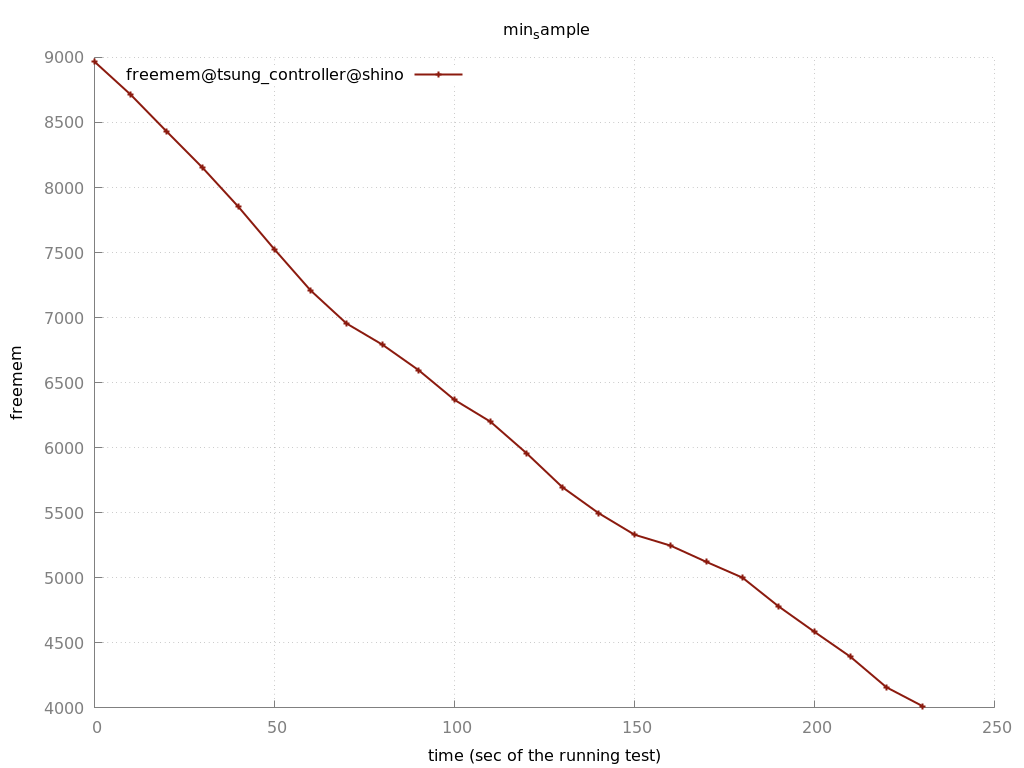 min_sample
9000
freemem@tsung_controller@shino
8500
8000
7500
7000
6500
6000
5500
5000
4500
4000
freemem
0 50 100 150 200 250
time (sec of the running test)